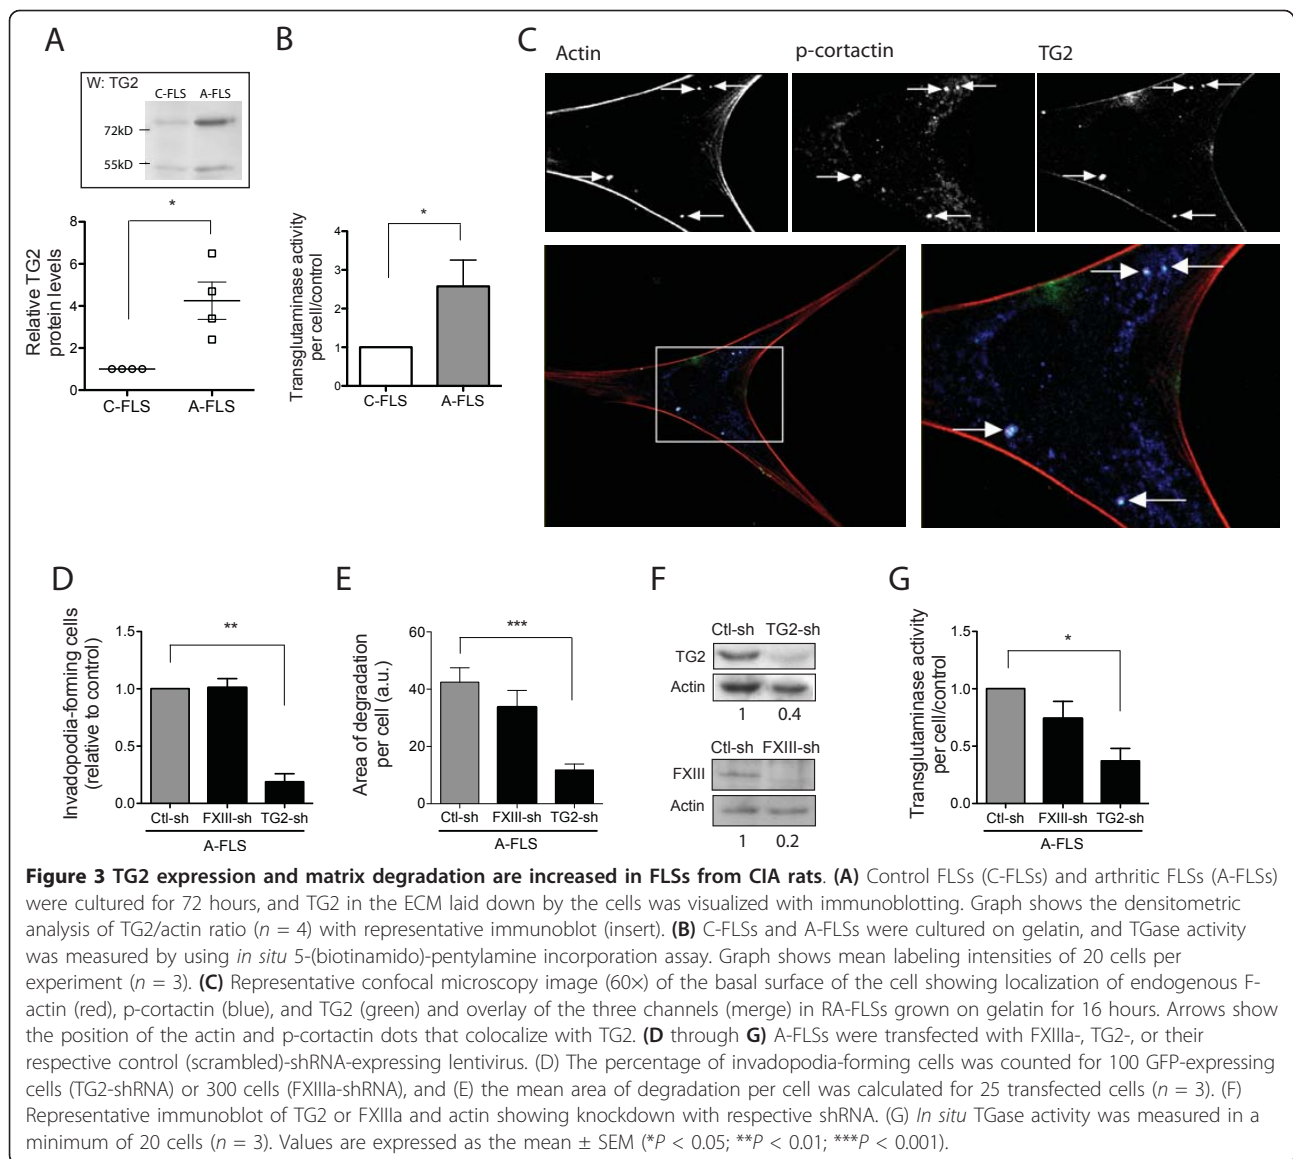 A
W: TG2
C-FLS A-FLS
72kD
55kD
*
8
6
4
2
0
Relative TG2
protein levels
C-FLS A-FLS
B
*
4
3
2
1
0
Transglutaminase activity
per cell/control
C-FLS A-FLS
C
Actin p-cortactin TG2
D
**
1.5
1.0
0.5
0.0
Invadopodia-forming cells
(relative to control)
Ctl-sh FXIII-sh TG2-sh
A-FLS
E
***
60
40
20
0
Area of degradation
per cell (a.u.)
Ctl-sh FXIII-sh TG2-sh
A-FLS
F
Ctl-sh TG2-sh
TG2
Actin
1 0.4
Ctl-sh FXIII-sh
FXIII
Actin
1 0.2
G
*
1.5
1.0
0.5
0.0
Transglutaminase activity
per cell/control
Ctl-sh FXIII-sh TG2-sh
A-FLS
Figure 3 TG2 expression and matrix degradation are increased in FLSs from CIA rats. (A) Control FLSs (C-FLSs) and arthritic FLSs (A-FLSs)
were cultured for 72 hours, and TG2 in the ECM laid down by the cells was visualized with immunoblotting. Graph shows the densitometric
analysis of TG2/actin ratio (n = 4) with representative immunoblot (insert). (B) C-FLSs and A-FLSs were cultured on gelatin, and TGase activity
was measured by using in situ 5-(biotinamido)-pentylamine incorporation assay. Graph shows mean labeling intensities of 20 cells per
experiment (n = 3). (C) Representative confocal microscopy image (60×) of the basal surface of the cell showing localization of endogenous F-
actin (red), p-cortactin (blue), and TG2 (green) and overlay of the three channels (merge) in RA-FLSs grown on gelatin for 16 hours. Arrows show
the position of the actin and p-cortactin dots that colocalize with TG2. (D through G) A-FLSs were transfected with FXIIIa-, TG2-, or their
respective control (scrambled)-shRNA-expressing lentivirus. (D) The percentage of invadopodia-forming cells was counted for 100 GFP-expressing
cells (TG2-shRNA) or 300 cells (FXIIIa-shRNA), and (E) the mean area of degradation per cell was calculated for 25 transfected cells (n = 3). (F)
Representative immunoblot of TG2 or FXIIIa and actin showing knockdown with respective shRNA. (G) In situ TGase activity was measured in a
minimum of 20 cells (n = 3). Values are expressed as the mean ± SEM (*P < 0.05; **P < 0.01; ***P < 0.001).